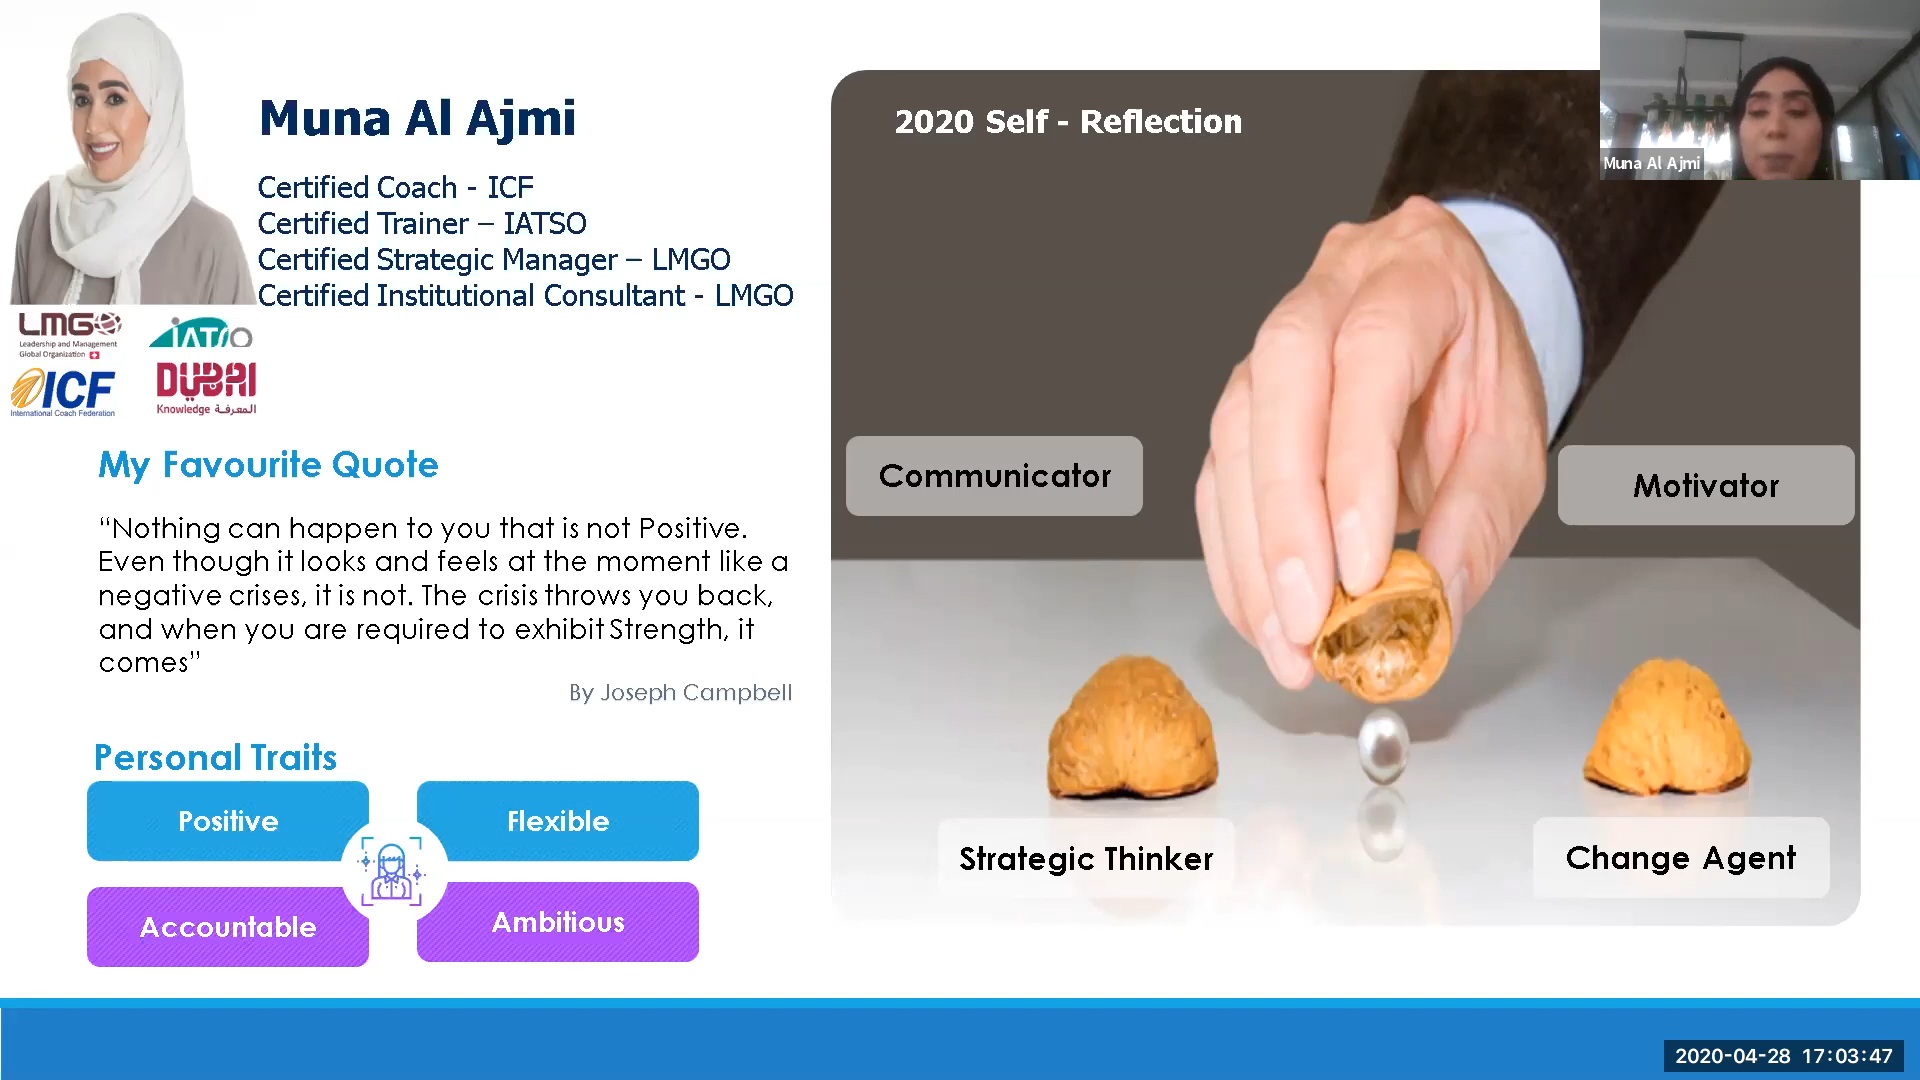 Muna Al Ajmi
Certified Coach - ICF
Certified Trainer – IATSO
Certified Strategic Manager – LMGO
Certified Institutional Consultant - LMGO
LMGO
Leadership and Management
Global Organization
IATSO
ICF
International Coach Federation
DUBAI
Knowledge المعرفة
My Favourite Quote
“Nothing can happen to you that is not Positive.
Even though it looks and feels at the moment like a
negative crises, it is not. The crisis throws you back,
and when you are required to exhibit Strength, it
comes”
By Joseph Campbell
Personal Traits
Positive
Flexible
Accountable
Ambitious
2020 Self - Reflection
Communicator
Motivator
Strategic Thinker
Change Agent
Muna Al Ajmi
2020-04-28 17:03:47